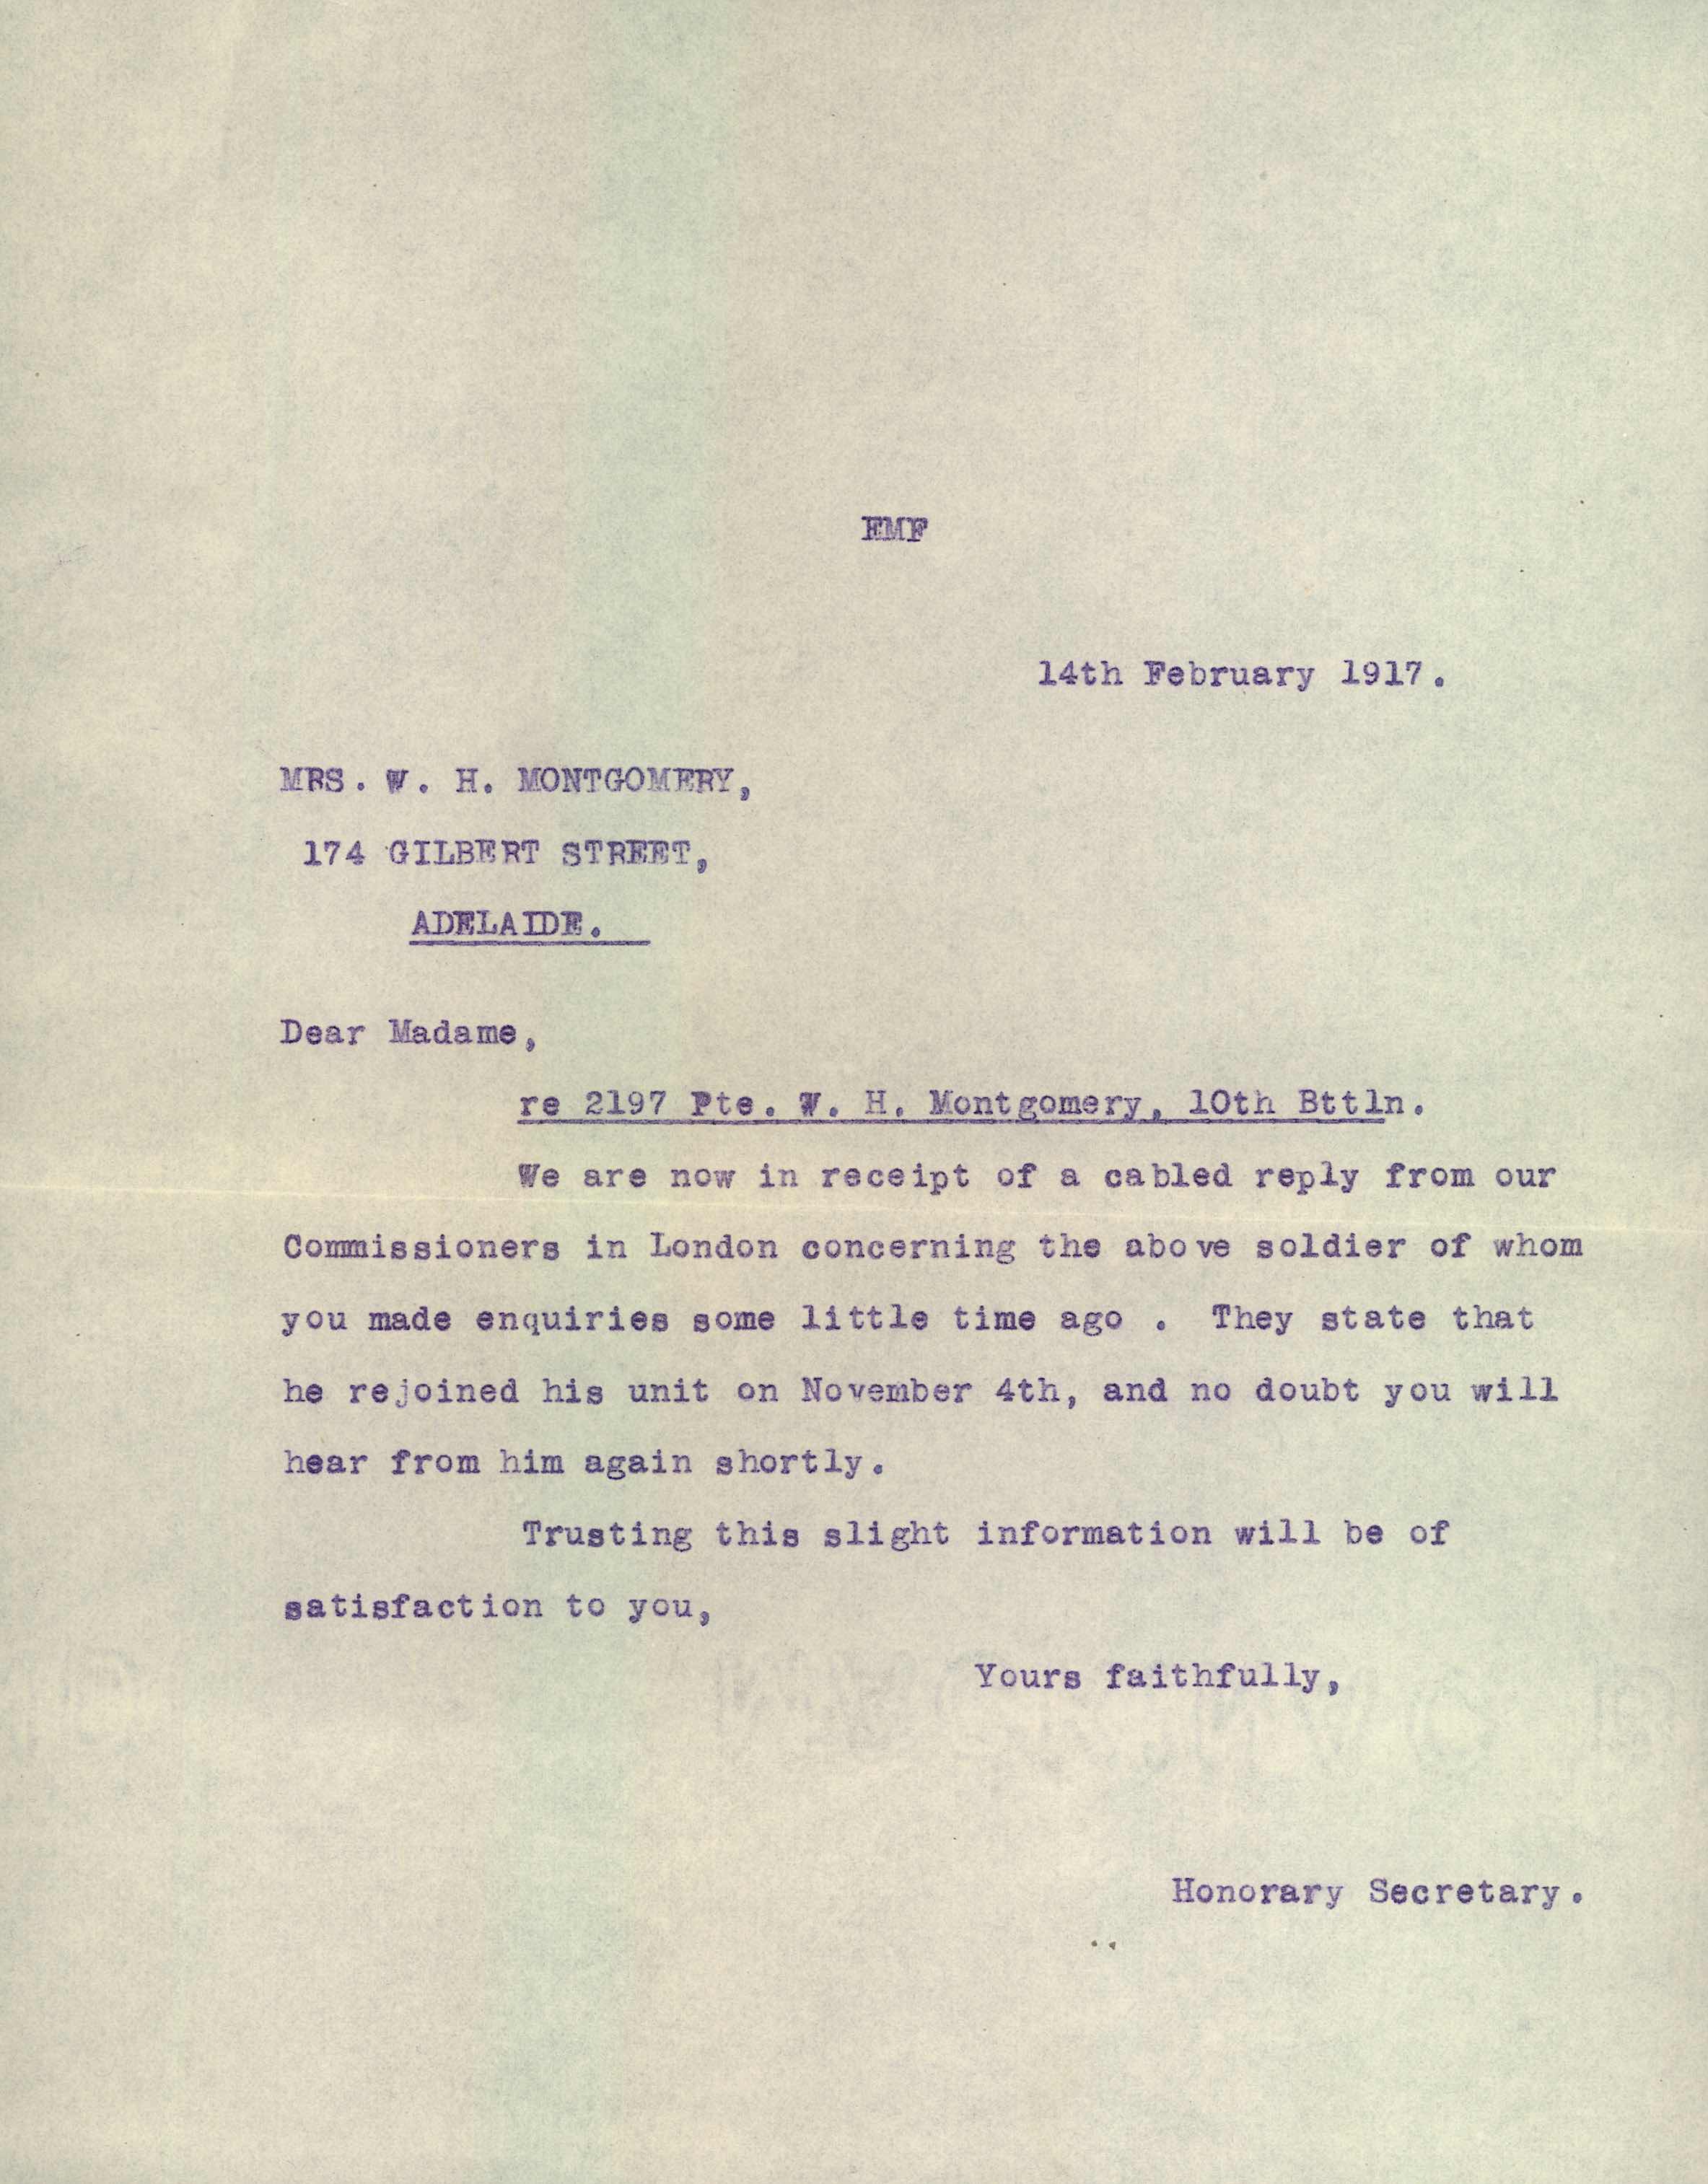 EMF
14th February 1917.
MRS. W. H. MONTGOMERY,
174 GILBERT STREET,
ADELAIDE.
Dear Madame,
re 2197 Pte. W. H. Montgomery, 10th Bttln.
We are now in receipt of a cabled reply from our
Commissioners in London concerning the above soldier of whom
you made enquiries some little time ago . They state that
he rejoined his unit on November 4th, and no doubt you will
hear from him again shortly.
Trusting this slight information will be of
satisfaction to you,
Yours faithfully,
Honorary Secretary.